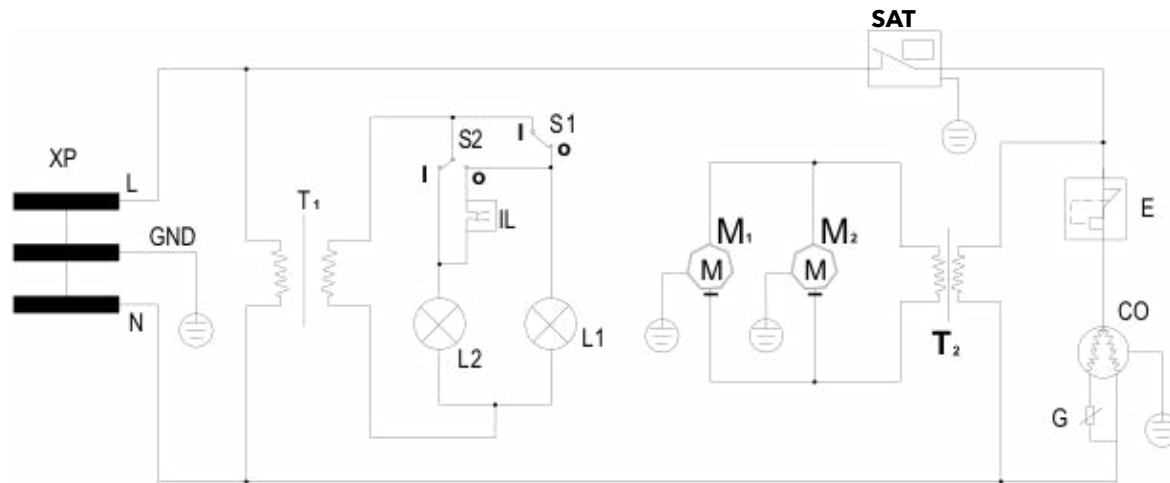 SAT
XP
L
GND
N
T₁
I
S2
I
S1
O
O
IL
L2
L1
M₁
M
M₂
M
T₂
E
CO
G